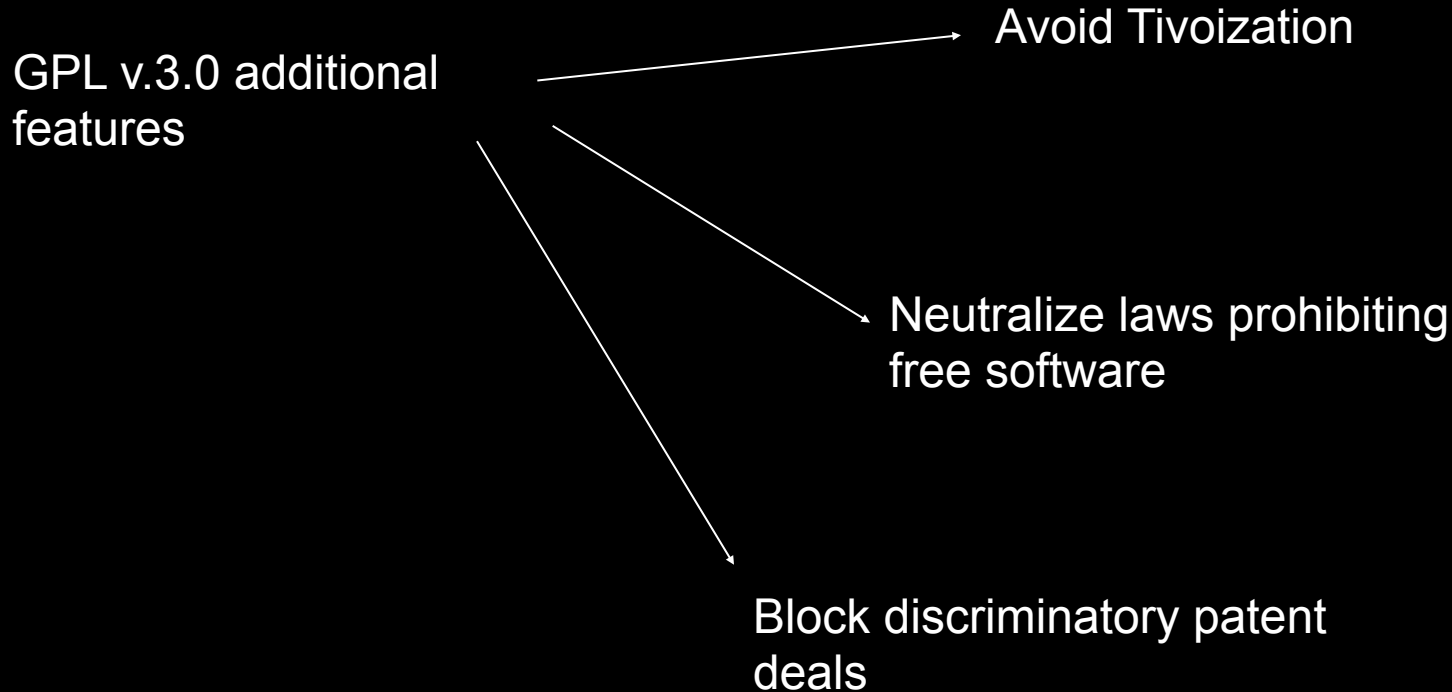 GPL v.3.0 additional
features
Avoid Tivoization
Neutralize laws prohibiting
free software
Block discriminatory patent
deals